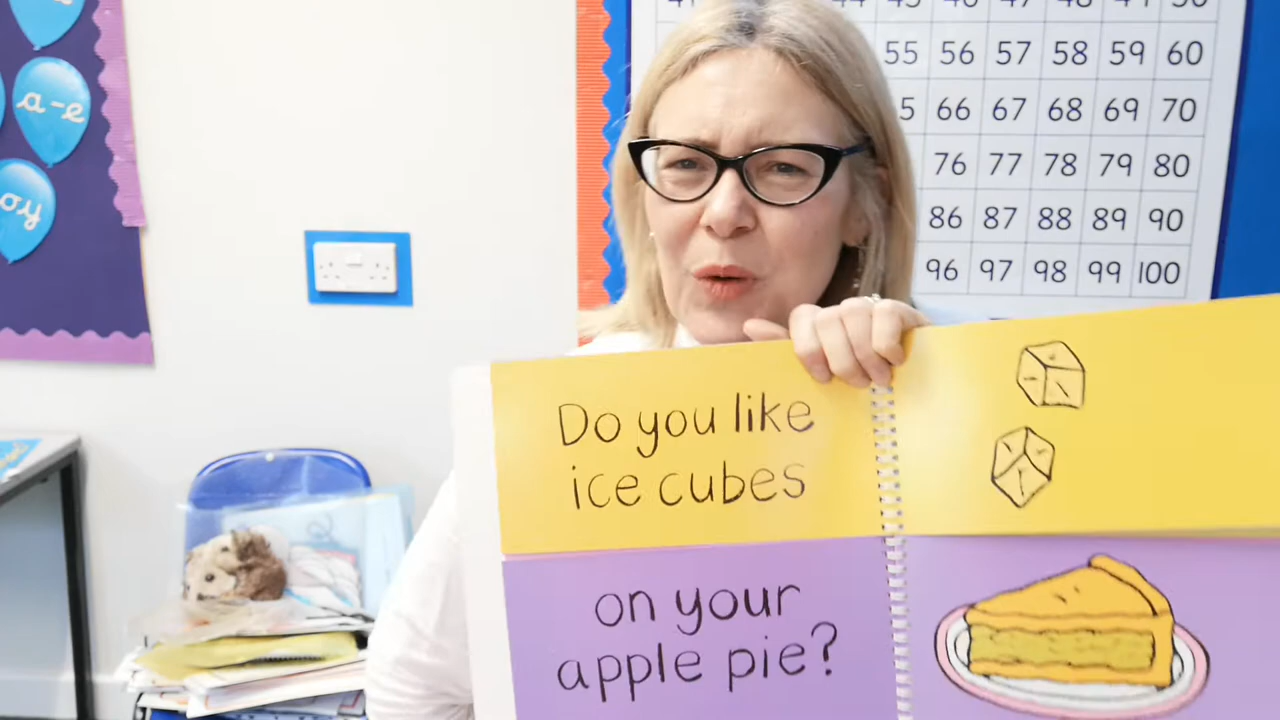 a-e
oy
55 56 57 58 59 60
5 66 67 68 69 70
76 77 78 79 80
86 87 88 89 90
96 97 98 99 100
Do you like
ice cubes
on your
apple pie?